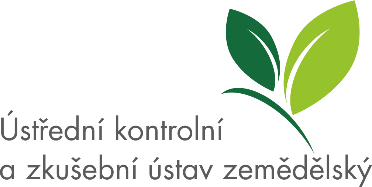 Ústřední kontrolní
a zkušební ústav zemědělský